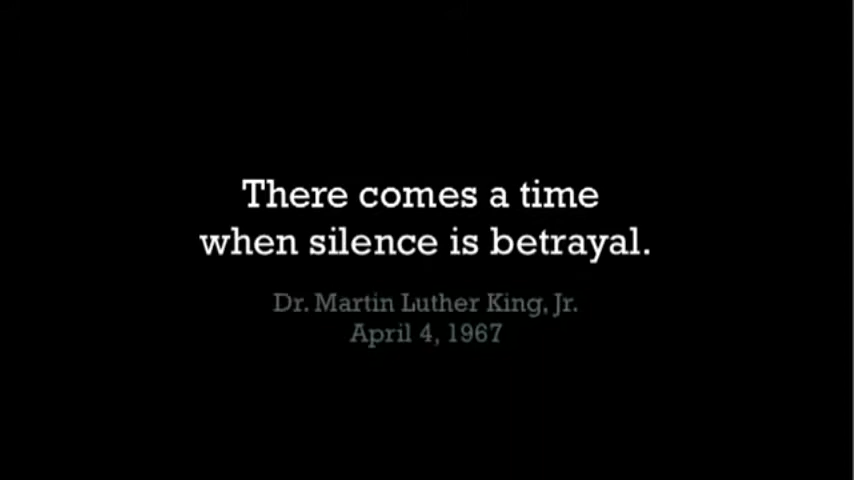 There comes a time
when silence is betrayal.
Dr. Martin Luther King, Jr.
April 4, 1967